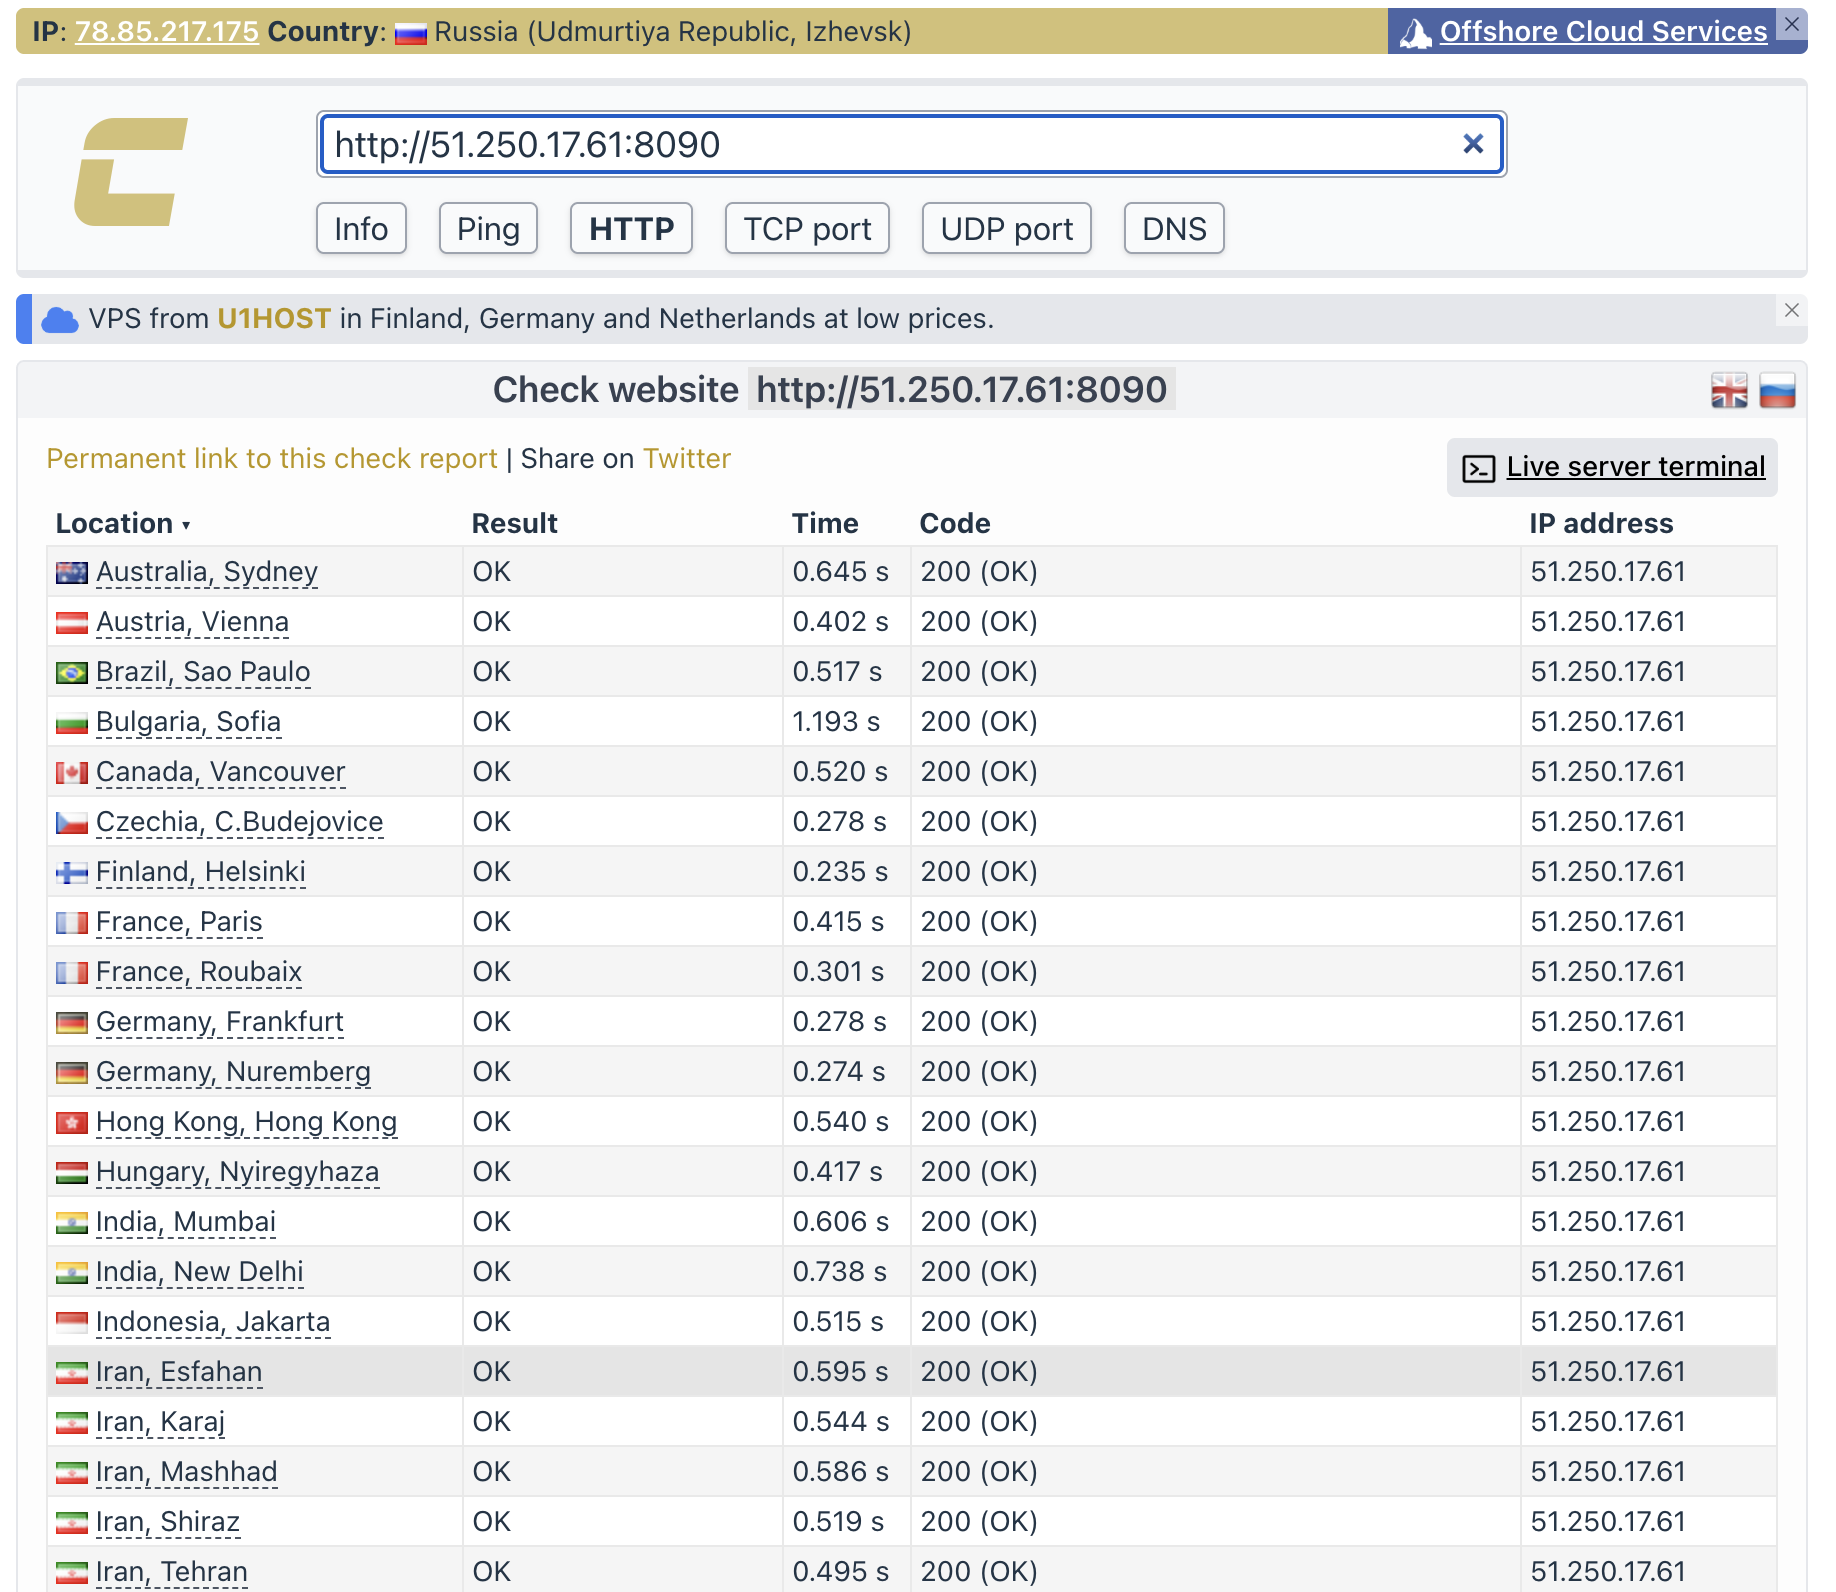 IP: 78.85.217.175 Country: Russia (Udmurtiya Republic, Izhevsk)
Offshore Cloud Services
http://51.250.17.61:8090
Info Ping HTTP TCP port UDP port DNS
VPS from U1HOST in Finland, Germany and Netherlands at low prices.
Check website http://51.250.17.61:8090
Permanent link to this check report | Share on Twitter
Live server terminal
Location Result Time Code IP address
Australia, Sydney OK 0.645 s 200 (OK) 51.250.17.61
Austria, Vienna OK 0.402 s 200 (OK) 51.250.17.61
Brazil, Sao Paulo OK 0.517 s 200 (OK) 51.250.17.61
Bulgaria, Sofia OK 1.193 s 200 (OK) 51.250.17.61
Canada, Vancouver OK 0.520 s 200 (OK) 51.250.17.61
Czechia, C.Budejovice OK 0.278 s 200 (OK) 51.250.17.61
Finland, Helsinki OK 0.235 s 200 (OK) 51.250.17.61
France, Paris OK 0.415 s 200 (OK) 51.250.17.61
France, Roubaix OK 0.301 s 200 (OK) 51.250.17.61
Germany, Frankfurt OK 0.278 s 200 (OK) 51.250.17.61
Germany, Nuremberg OK 0.274 s 200 (OK) 51.250.17.61
Hong Kong, Hong Kong OK 0.540 s 200 (OK) 51.250.17.61
Hungary, Nyiregyhaza OK 0.417 s 200 (OK) 51.250.17.61
India, Mumbai OK 0.606 s 200 (OK) 51.250.17.61
India, New Delhi OK 0.738 s 200 (OK) 51.250.17.61
Indonesia, Jakarta OK 0.515 s 200 (OK) 51.250.17.61
Iran, Esfahan OK 0.595 s 200 (OK) 51.250.17.61
Iran, Karaj OK 0.544 s 200 (OK) 51.250.17.61
Iran, Mashhad OK 0.586 s 200 (OK) 51.250.17.61
Iran, Shiraz OK 0.519 s 200 (OK) 51.250.17.61
Iran, Tehran OK 0.495 s 200 (OK) 51.250.17.61